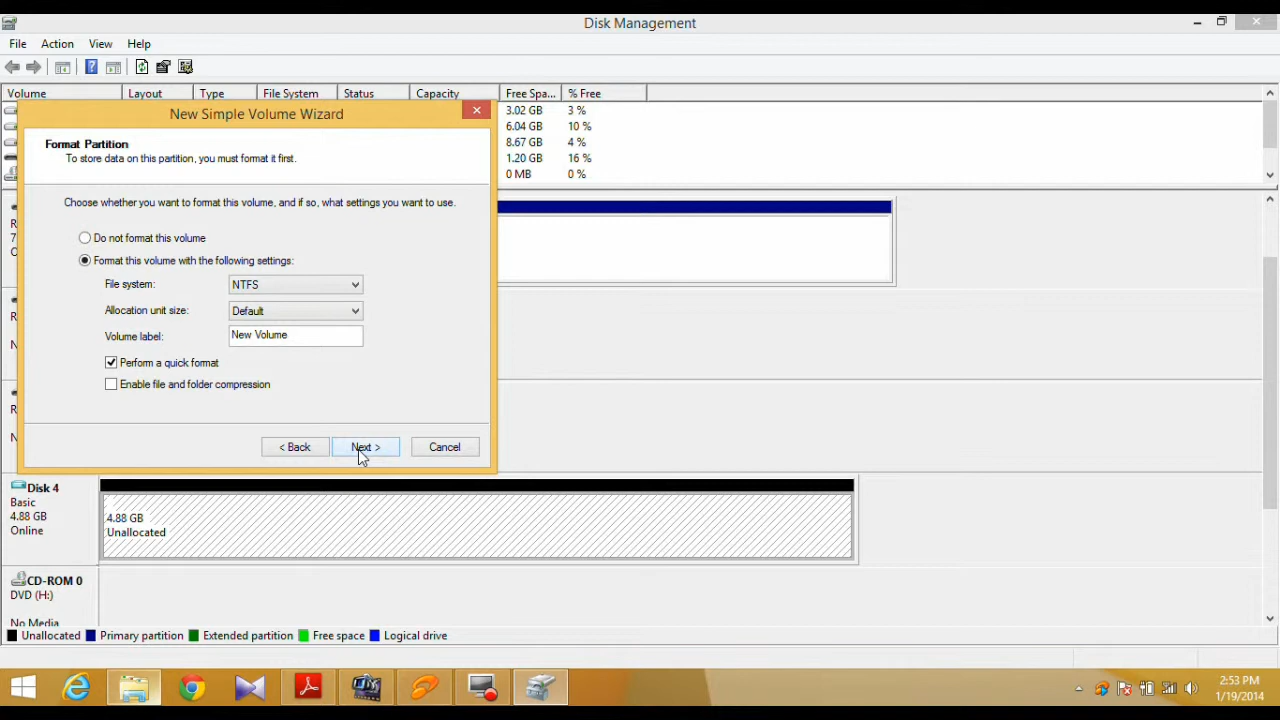 Disk Management
File Action View Help
Volume Layout Type File System Status Capacity Free Spa... % Free
3.02 GB 3 %
6.04 GB 10 %
8.67 GB 4 %
1.20 GB 16 %
0 MB 0 %
New Simple Volume Wizard
Format Partition
To store data on this partition, you must format it first.
Choose whether you want to format this volume, and if so, what settings you want to use.
Do not format this volume
Format this volume with the following settings:
File system: NTFS
Allocation unit size: Default
Volume label: New Volume
Perform a quick format
Enable file and folder compression
< Back Next > Cancel
R
7
R
N
R
N
Disk 4
Basic
4.88 GB
Online
4.88 GB
Unallocated
CD-ROM 0
DVD (H:)
No Media
Unallocated Primary partition Extended partition Free space Logical drive
2:53 PM
1/19/2014